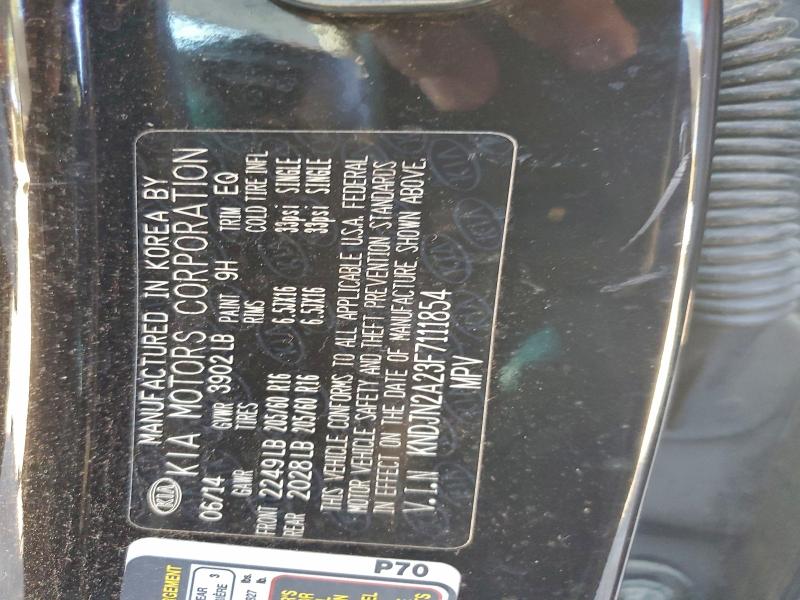 MANUFACTURED IN KOREA BY
KIA KIA MOTORS CORPORATION
06/14 GVWR 3902LB PAINT 9H TRIM EQ
GAWR TIRES RIMS COLD TIRE INFL
FRONT 2249LB 205/60 R16 6.5JX16 33psi SINGLE
REAR 2028LB 205/60 R16 6.5JX16 33psi SINGLE
THIS VEHICLE CONFORMS TO ALL APPLICABLE U.S.A. FEDERAL
MOTOR VEHICLE SAFETY AND THEFT PREVENTION STANDARDS
IN EFFECT ON THE DATE OF MANUFACTURE SHOWN ABOVE.
V.I.N KNDJN2A23F7111854
MPV
P70